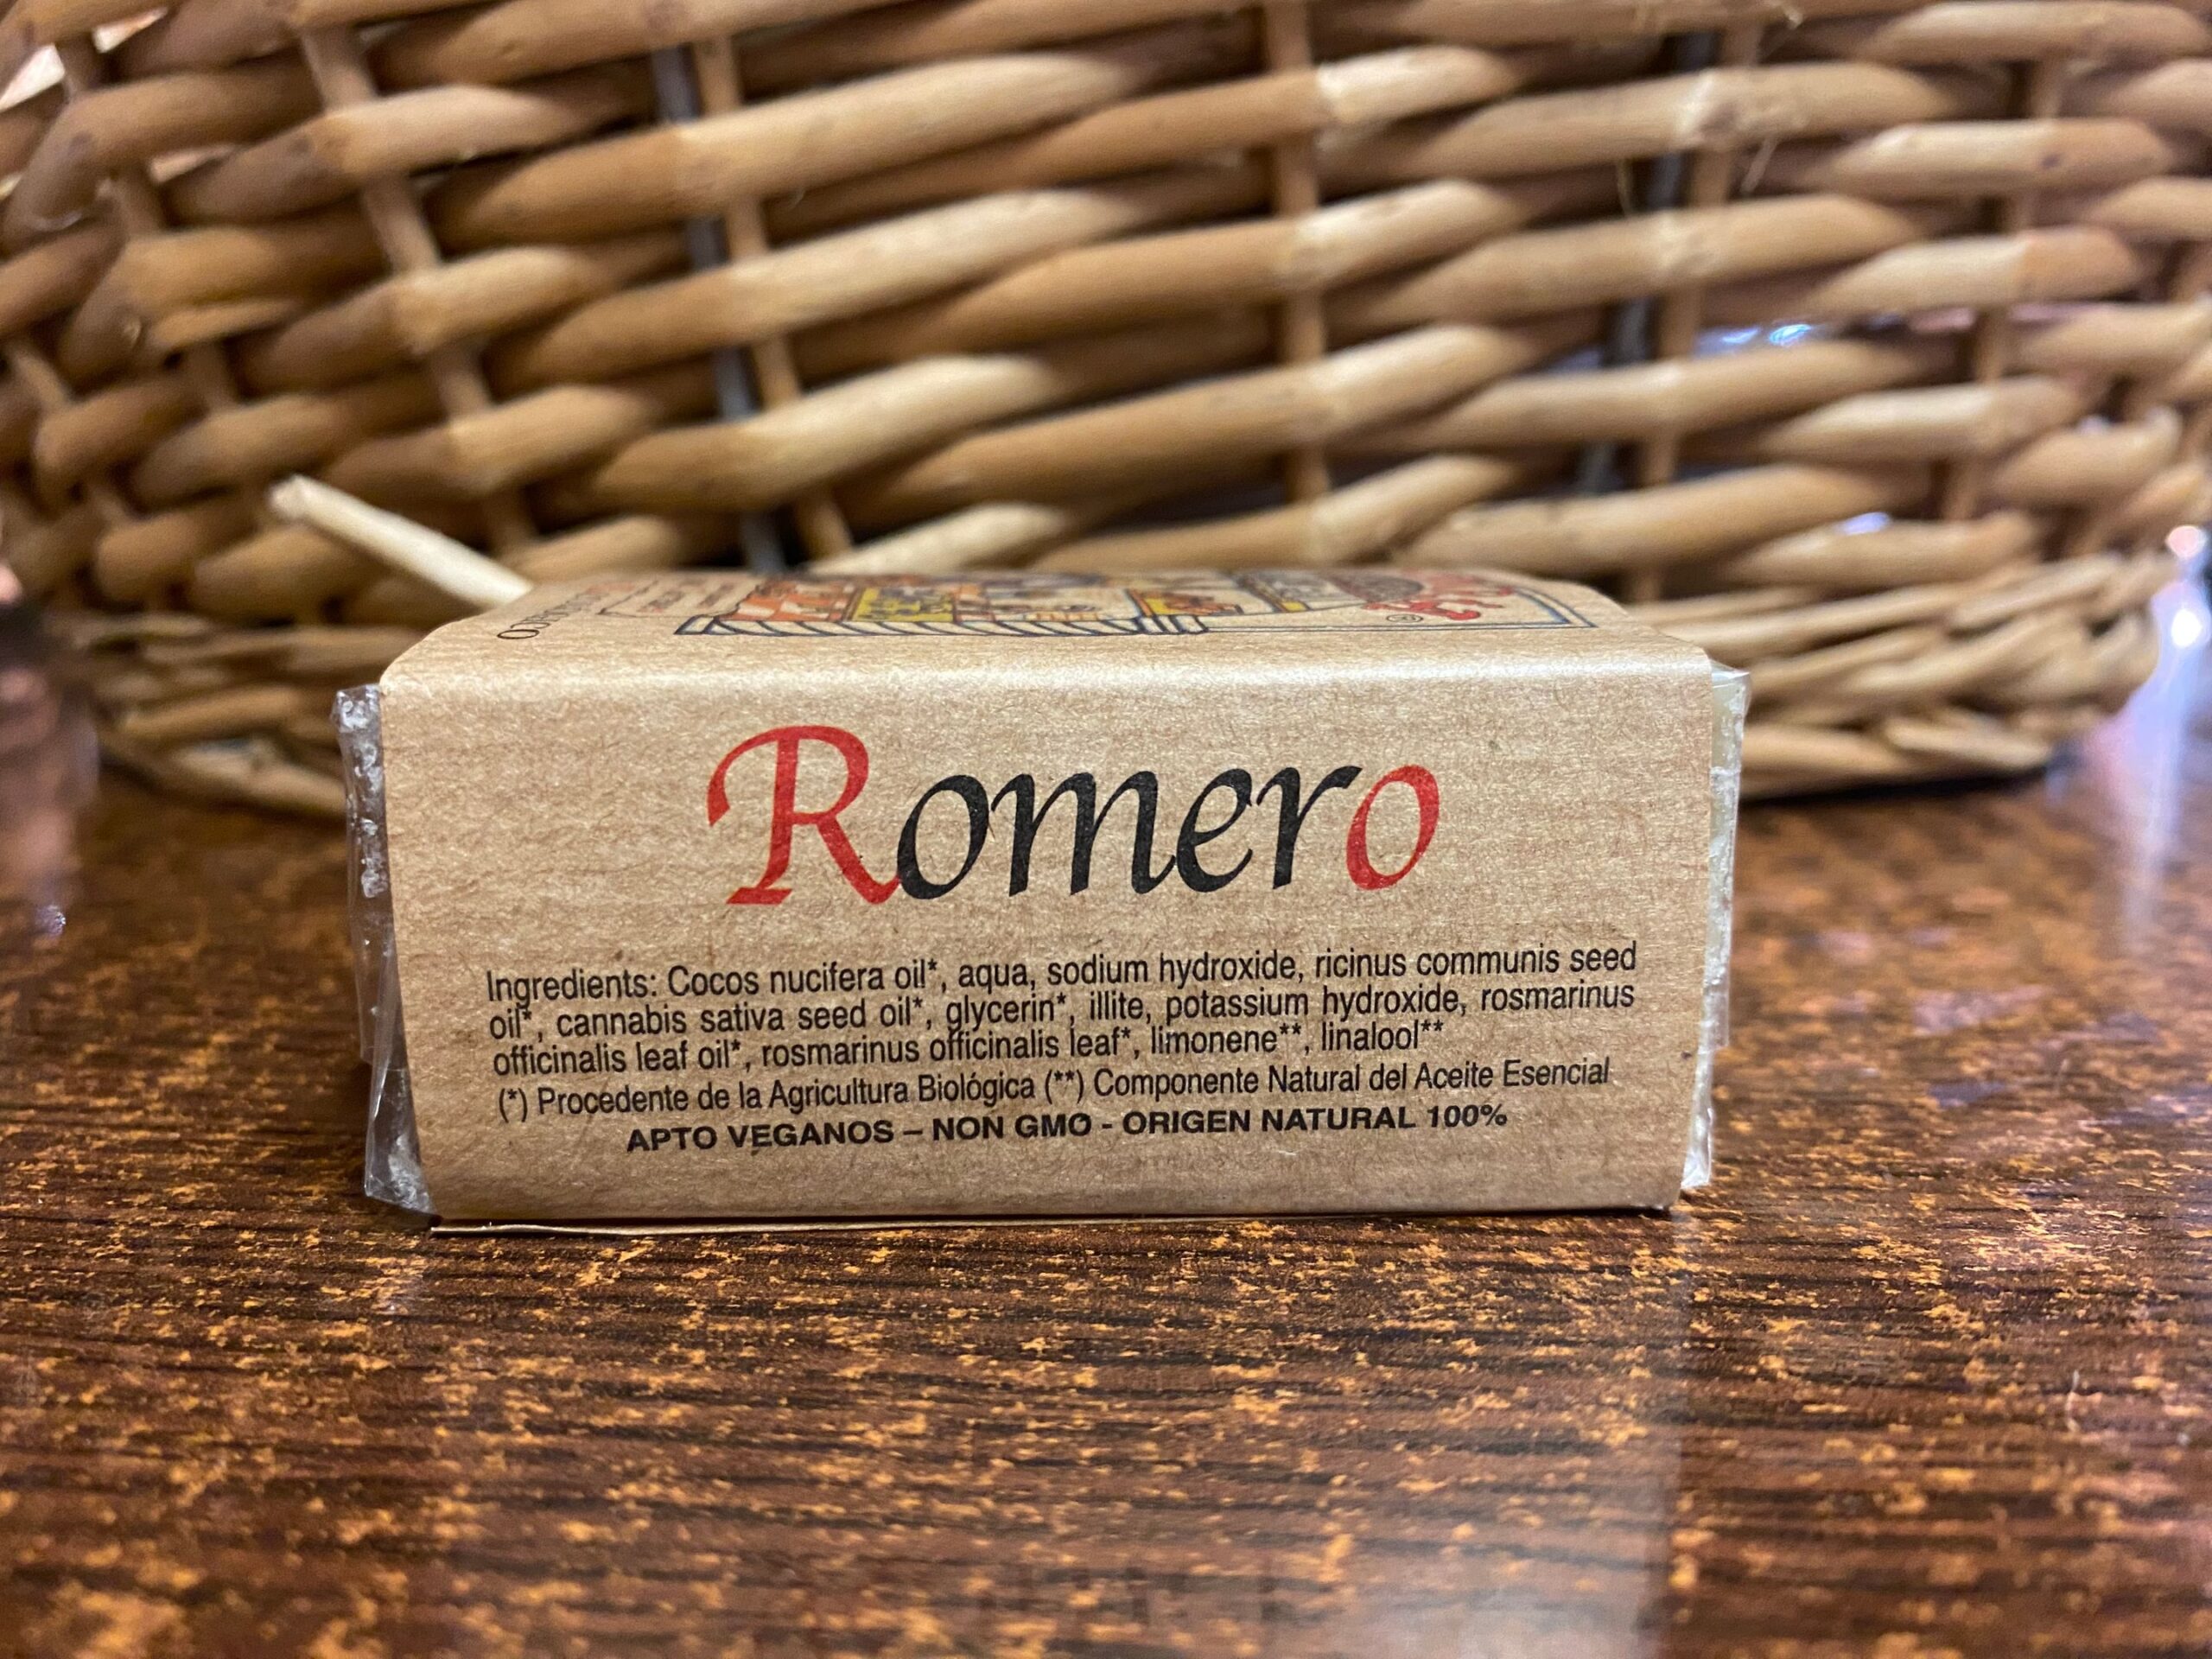 Romero
Ingredients: Cocos nucifera oil*, aqua, sodium hydroxide, ricinus communis seed
oil*, cannabis sativa seed oil*, glycerin*, illite, potassium hydroxide, rosmarinus
officinalis leaf oil*, rosmarinus officinalis leaf*, limonene**, linalool**
(*) Procedente de la Agricultura Biológica (**) Componente Natural del Aceite Esencial
APTO VEGANOS – NON GMO - ORIGEN NATURAL 100%